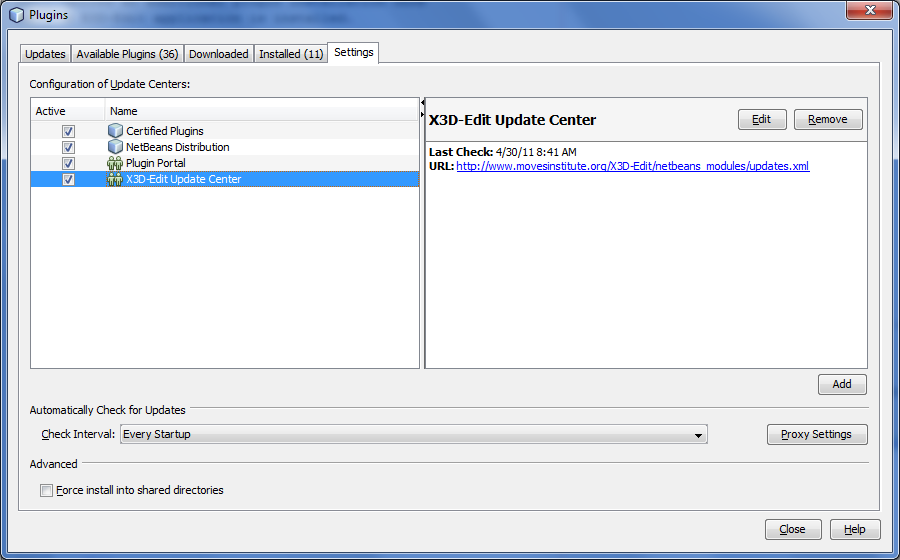 Plugins
Updates
Available Plugins (36)
Downloaded
Installed (11)
Settings
Configuration of Update Centers:
Active Name
Certified Plugins
NetBeans Distribution
Plugin Portal
X3D-Edit Update Center
X3D-Edit Update Center
Edit
Remove
Last Check: 4/30/11 8:41 AM
URL: http://www.movesinstitute.org/X3D-Edit/netbeans_modules/updates.xml
Add
Automatically Check for Updates
Check Interval: Every Startup
Proxy Settings
Advanced
Force install into shared directories
Close
Help